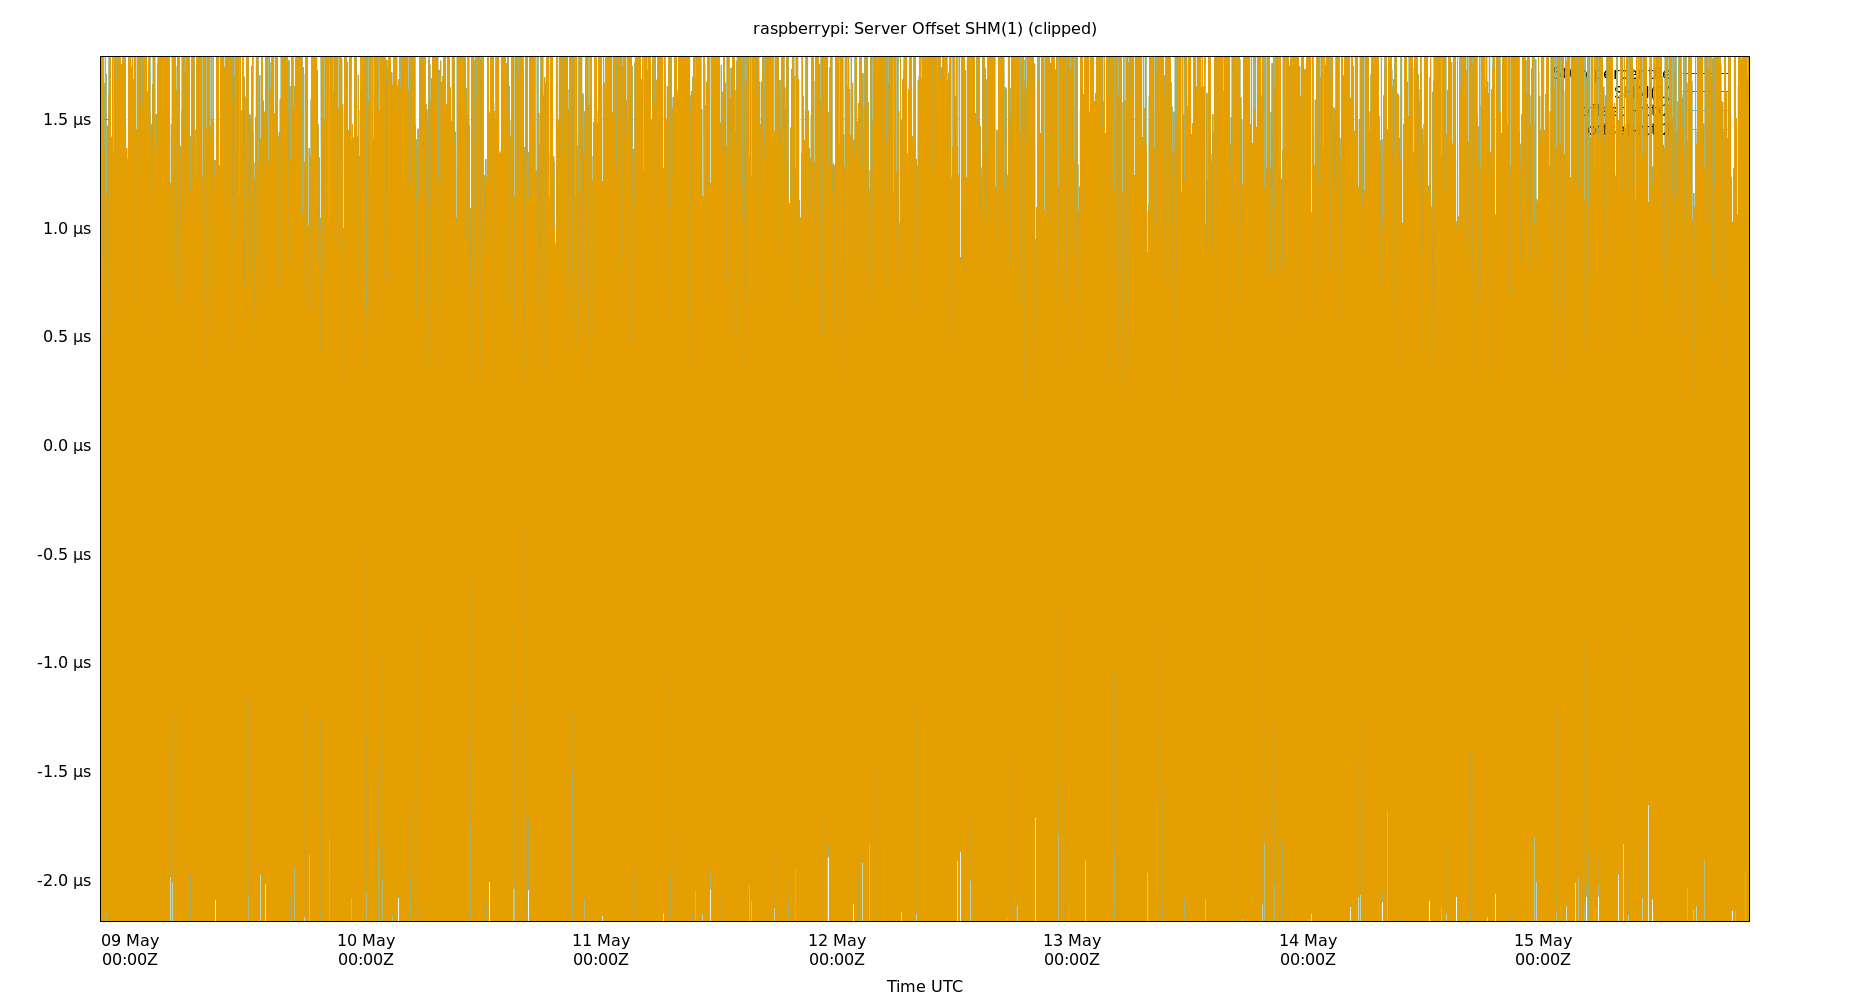 raspberrypi: Server Offset SHM(1) (clipped)
1.5 µs
1.0 µs
0.5 µs
0.0 µs
-0.5 µs
-1.0 µs
-1.5 µs
-2.0 µs
09 May 10 May 11 May 12 May 13 May 14 May 15 May
00:00Z 00:00Z 00:00Z 00:00Z 00:00Z 00:00Z 00:00Z
Time UTC